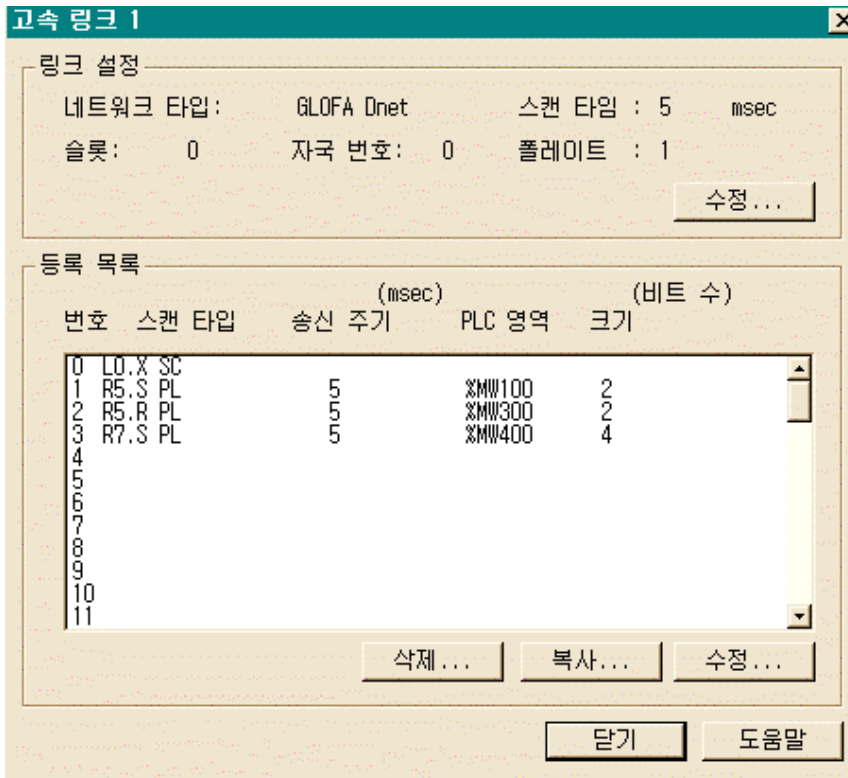 고속 링크 1
링크 설정
네트워크 타입: GLOFA Dnet 스캔 타임 : 5 msec
슬롯: 0 자국 번호: 0 폴레이트 : 1
수정...
등록 목록
(msec) (비트 수)
번호 스캔 타입 송신 주기 PLC 영역 크기
0 L0.X SC
1 R5.S PL 5 %MW100 2
2 R5.R PL 5 %MW300 2
3 R7.S PL 5 %MW400 4
4
5
6
7
8
9
10
11
삭제... 복사... 수정...
닫기 도움말